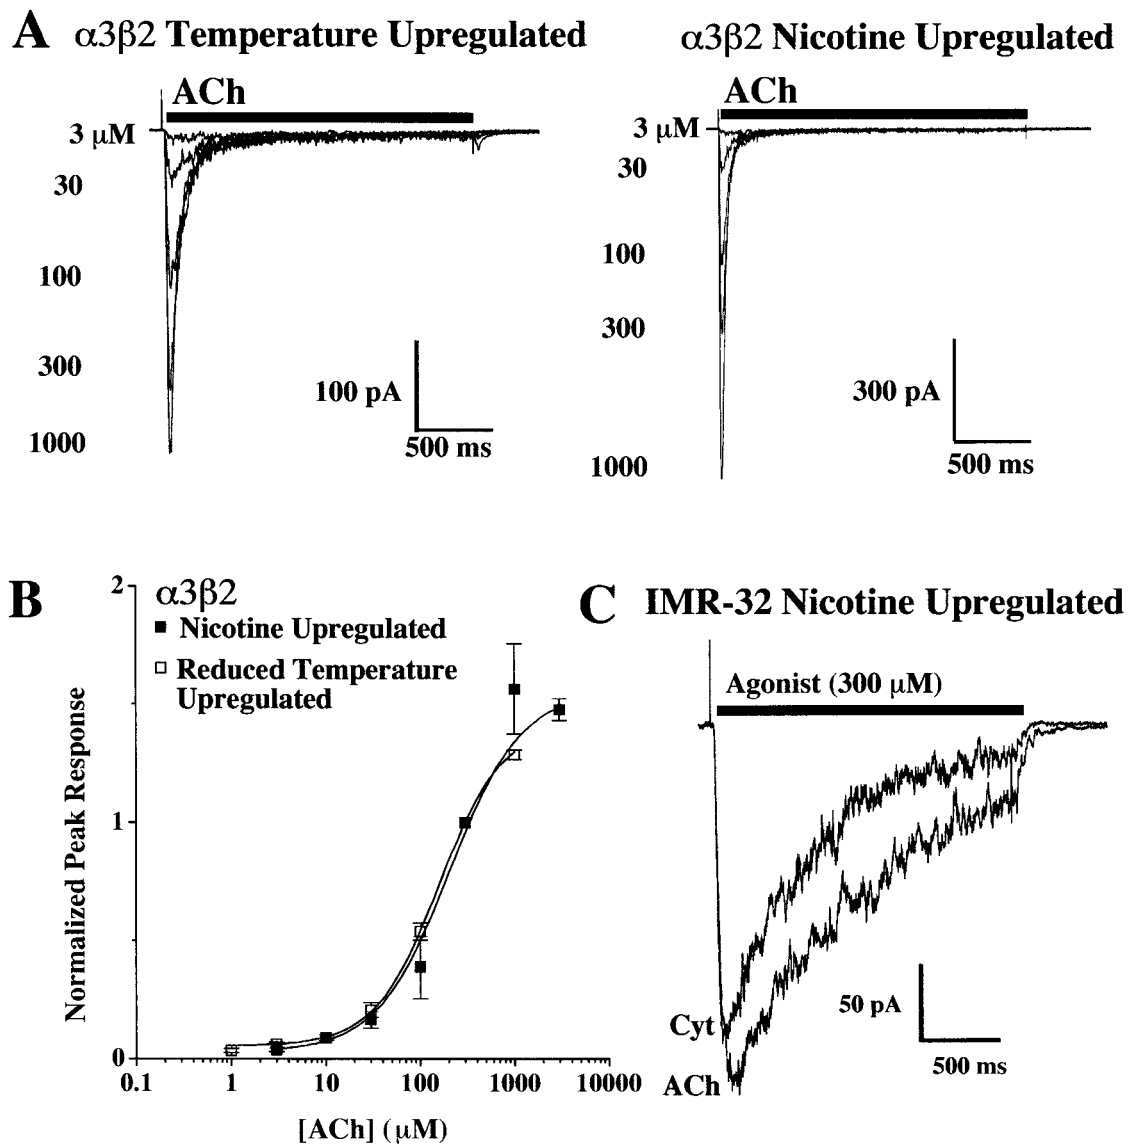 A α3β2 Temperature Upregulated
ACh
3 μM
30
100
300
1000
100 pA
500 ms
α3β2 Nicotine Upregulated
ACh
3 μM
30
100
300
1000
300 pA
500 ms
B
α3β2
Nicotine Upregulated
Reduced Temperature
Upregulated
Normalized Peak Response
2
1
0
0.1 1 10 100 1000 10000
[ACh] (μM)
C IMR-32 Nicotine Upregulated
Agonist (300 μM)
Cyt
ACh
50 pA
500 ms